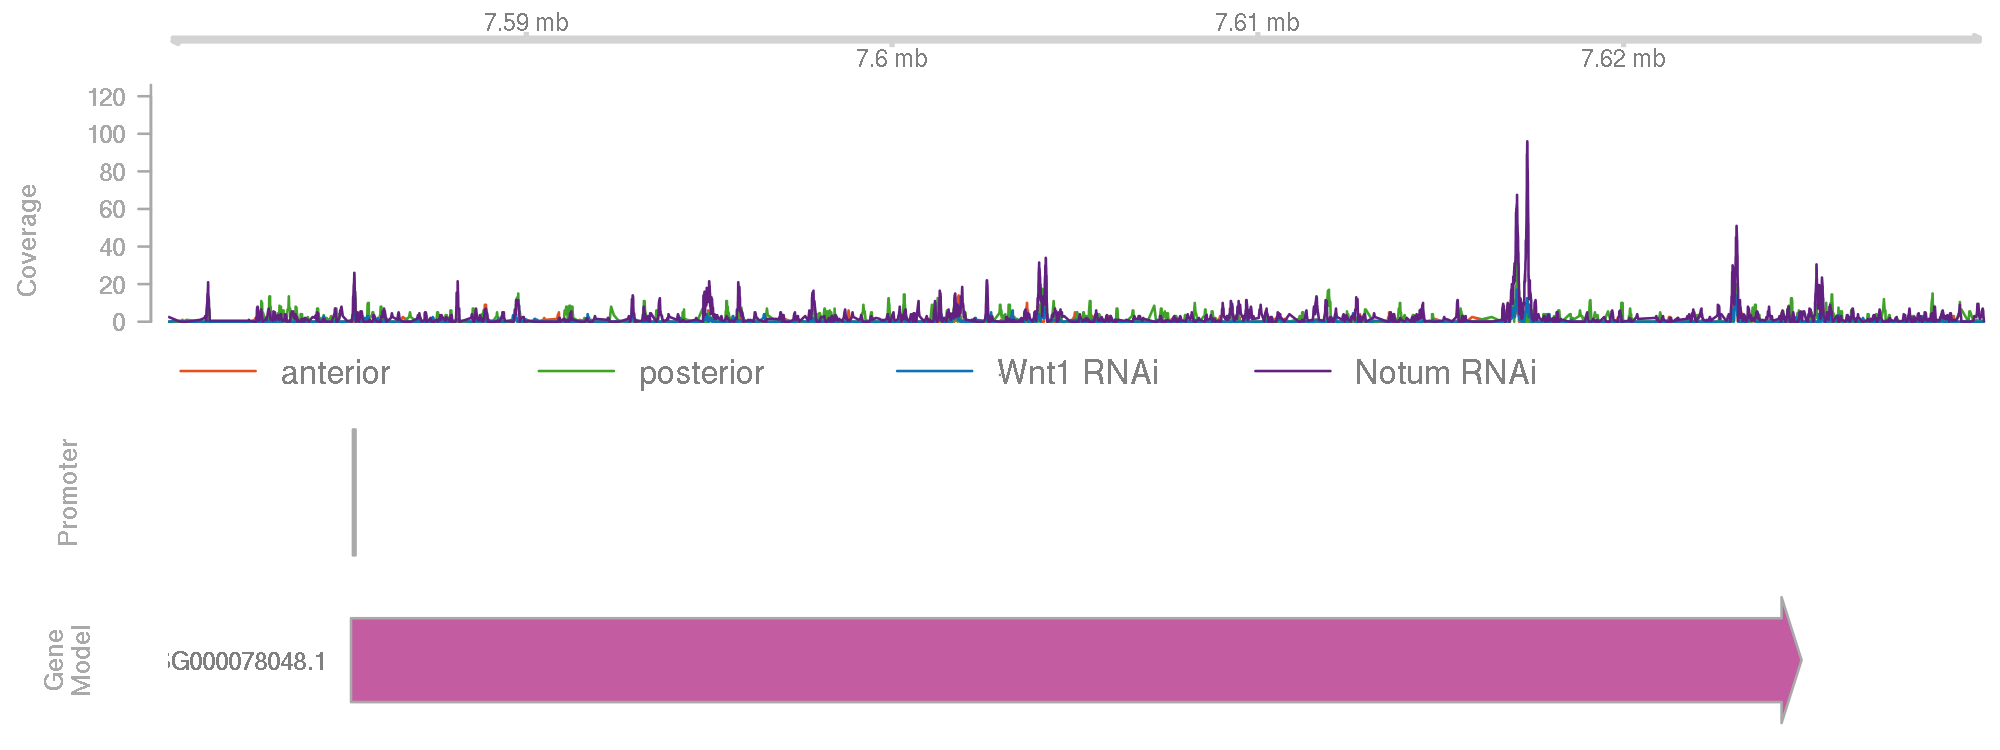 7.59 mb
7.61 mb
7.6 mb
7.62 mb
120
100
80
60
40
20
0
Coverage
anterior posterior Wnt1 RNAi Notum RNAi
Promoter
Gene
Model
G000078048.1